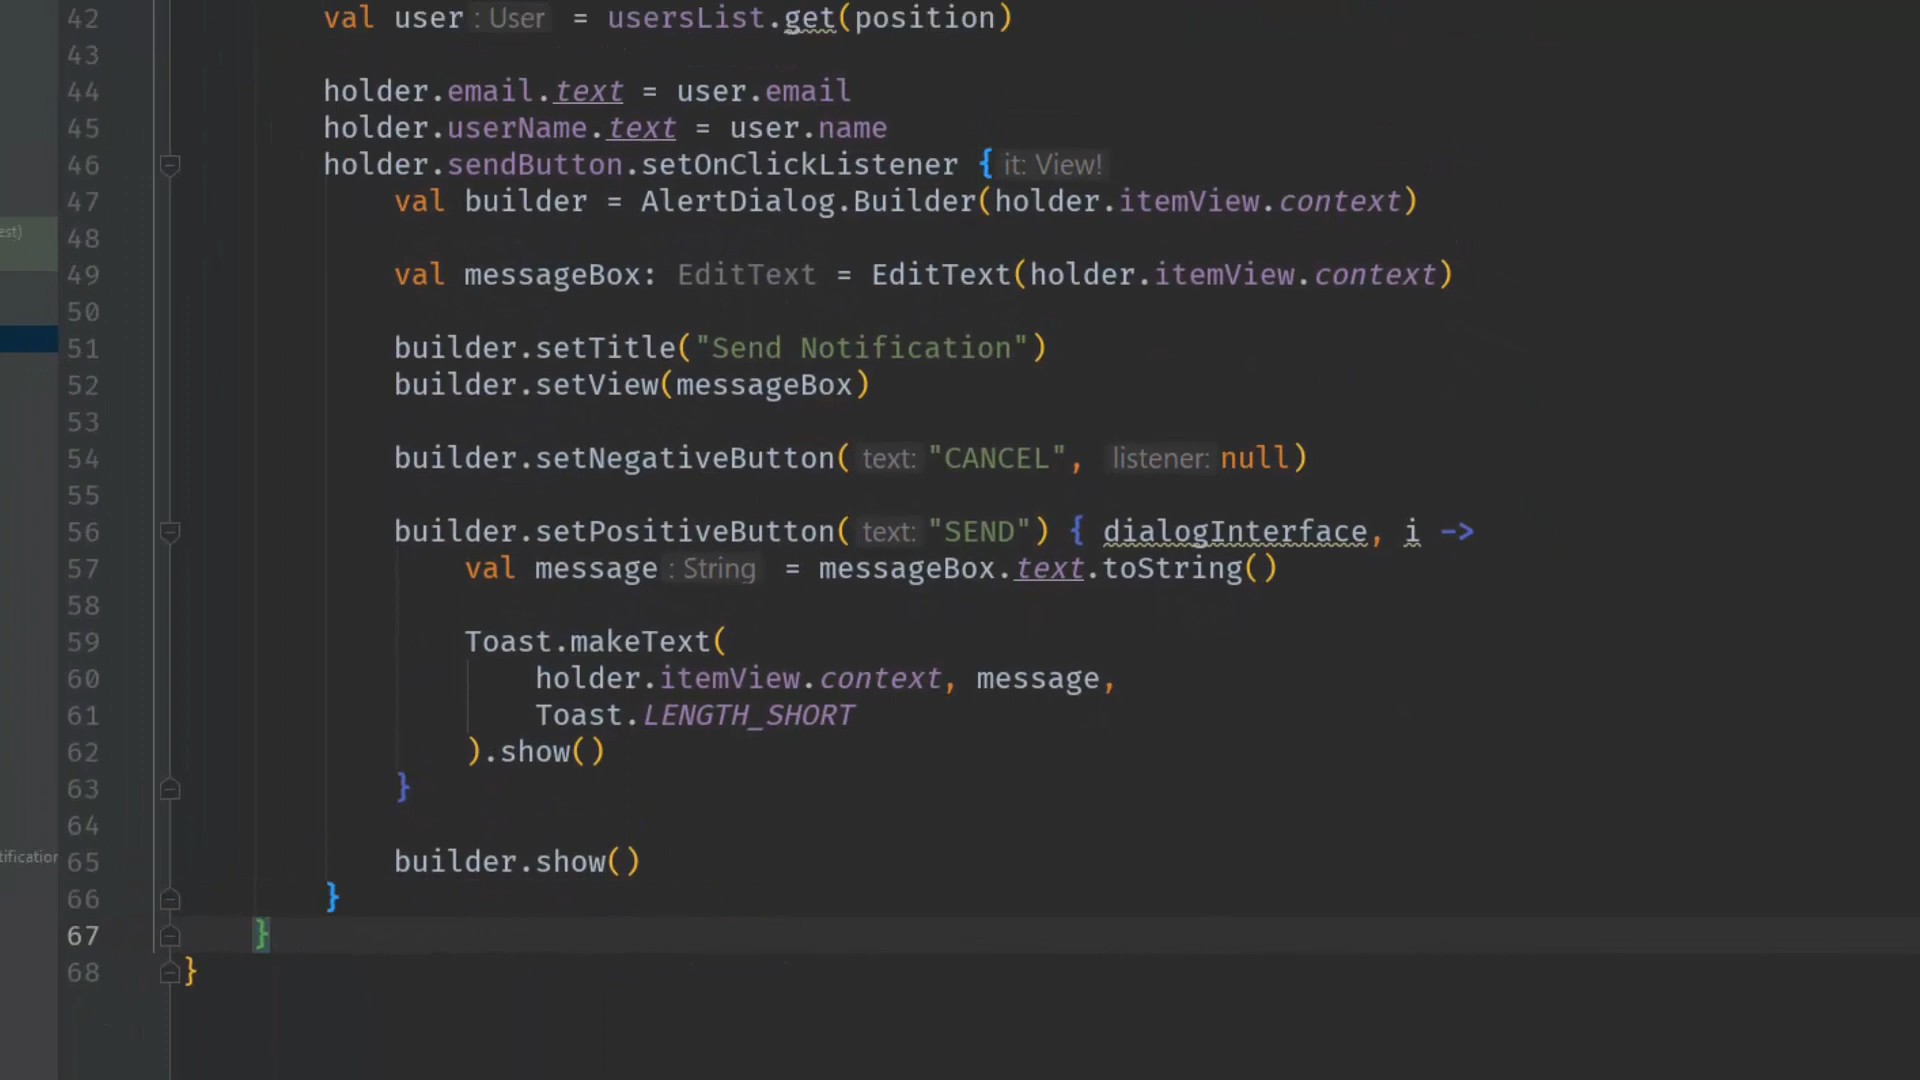 42 val user : User = usersList.get(position)
43
44 holder.email.text = user.email
45 holder.userName.text = user.name
46 holder.sendButton.setOnClickListener { it: View!
47 val builder = AlertDialog.Builder(holder.itemView.context)
est) 48
49 val messageBox: EditText = EditText(holder.itemView.context)
50
51 builder.setTitle("Send Notification")
52 builder.setView(messageBox)
53
54 builder.setNegativeButton( text: "CANCEL", listener: null)
55
56 builder.setPositiveButton( text: "SEND") { dialogInterface, i ->
57 val message : String = messageBox.text.toString()
58
59 Toast.makeText(
60 holder.itemView.context, message,
61 Toast.LENGTH_SHORT
62 ).show()
63 }
64
tification 65 builder.show()
66 }
67 }
68 }